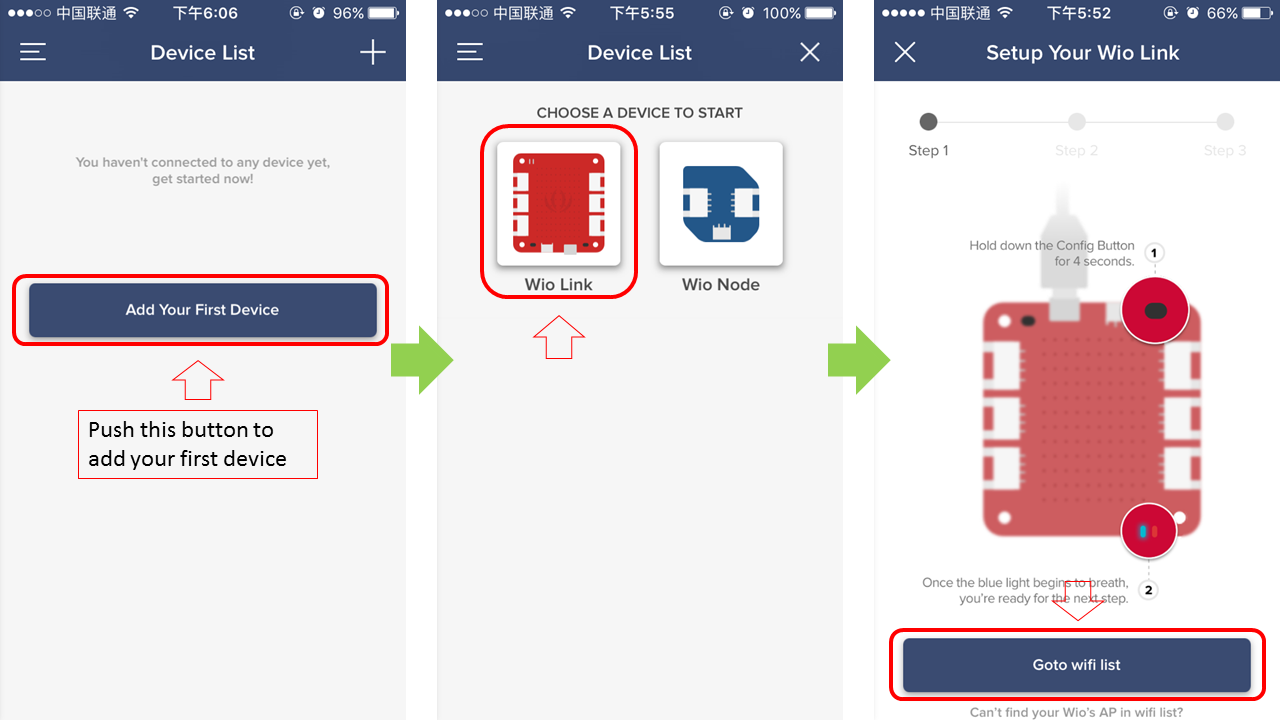 中国联通 下午6:06 96%
Device List
You haven't connected to any device yet,
get started now!
Add Your First Device
Push this button to
add your first device
中国联通 下午5:55 100%
Device List
CHOOSE A DEVICE TO START
Wio Link
Wio Node
中国联通 下午5:52 66%
Setup Your Wio Link
Step 1
Step 2
Step 3
Hold down the Config Button
for 4 seconds.
1
Once the blue light begins to breath,
you're ready for the next step.
2
Goto wifi list
Can't find your Wio's AP in wifi list?